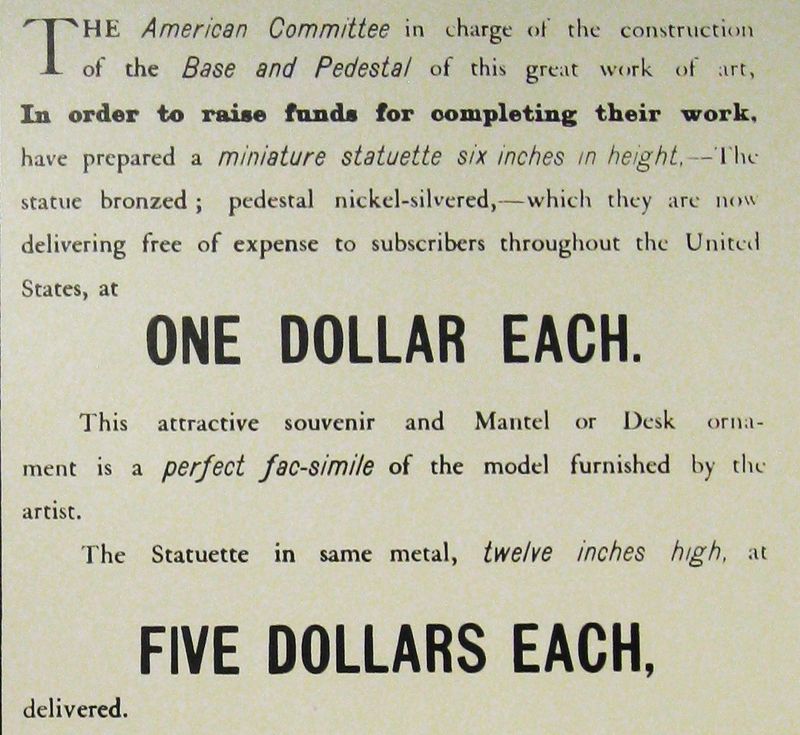 THE American Committee in charge of the construction
of the Base and Pedestal of this great work of art,
In order to raise funds for completing their work,
have prepared a miniature statuette six inches in height,—The
statue bronzed ; pedestal nickel-silvered,—which they are now
delivering free of expense to subscribers throughout the United
States, at
ONE DOLLAR EACH.
This attractive souvenir and Mantel or Desk orna-
ment is a perfect fac-simile of the model furnished by the
artist.
The Statuette in same metal, twelve inches high, at
FIVE DOLLARS EACH,
delivered.